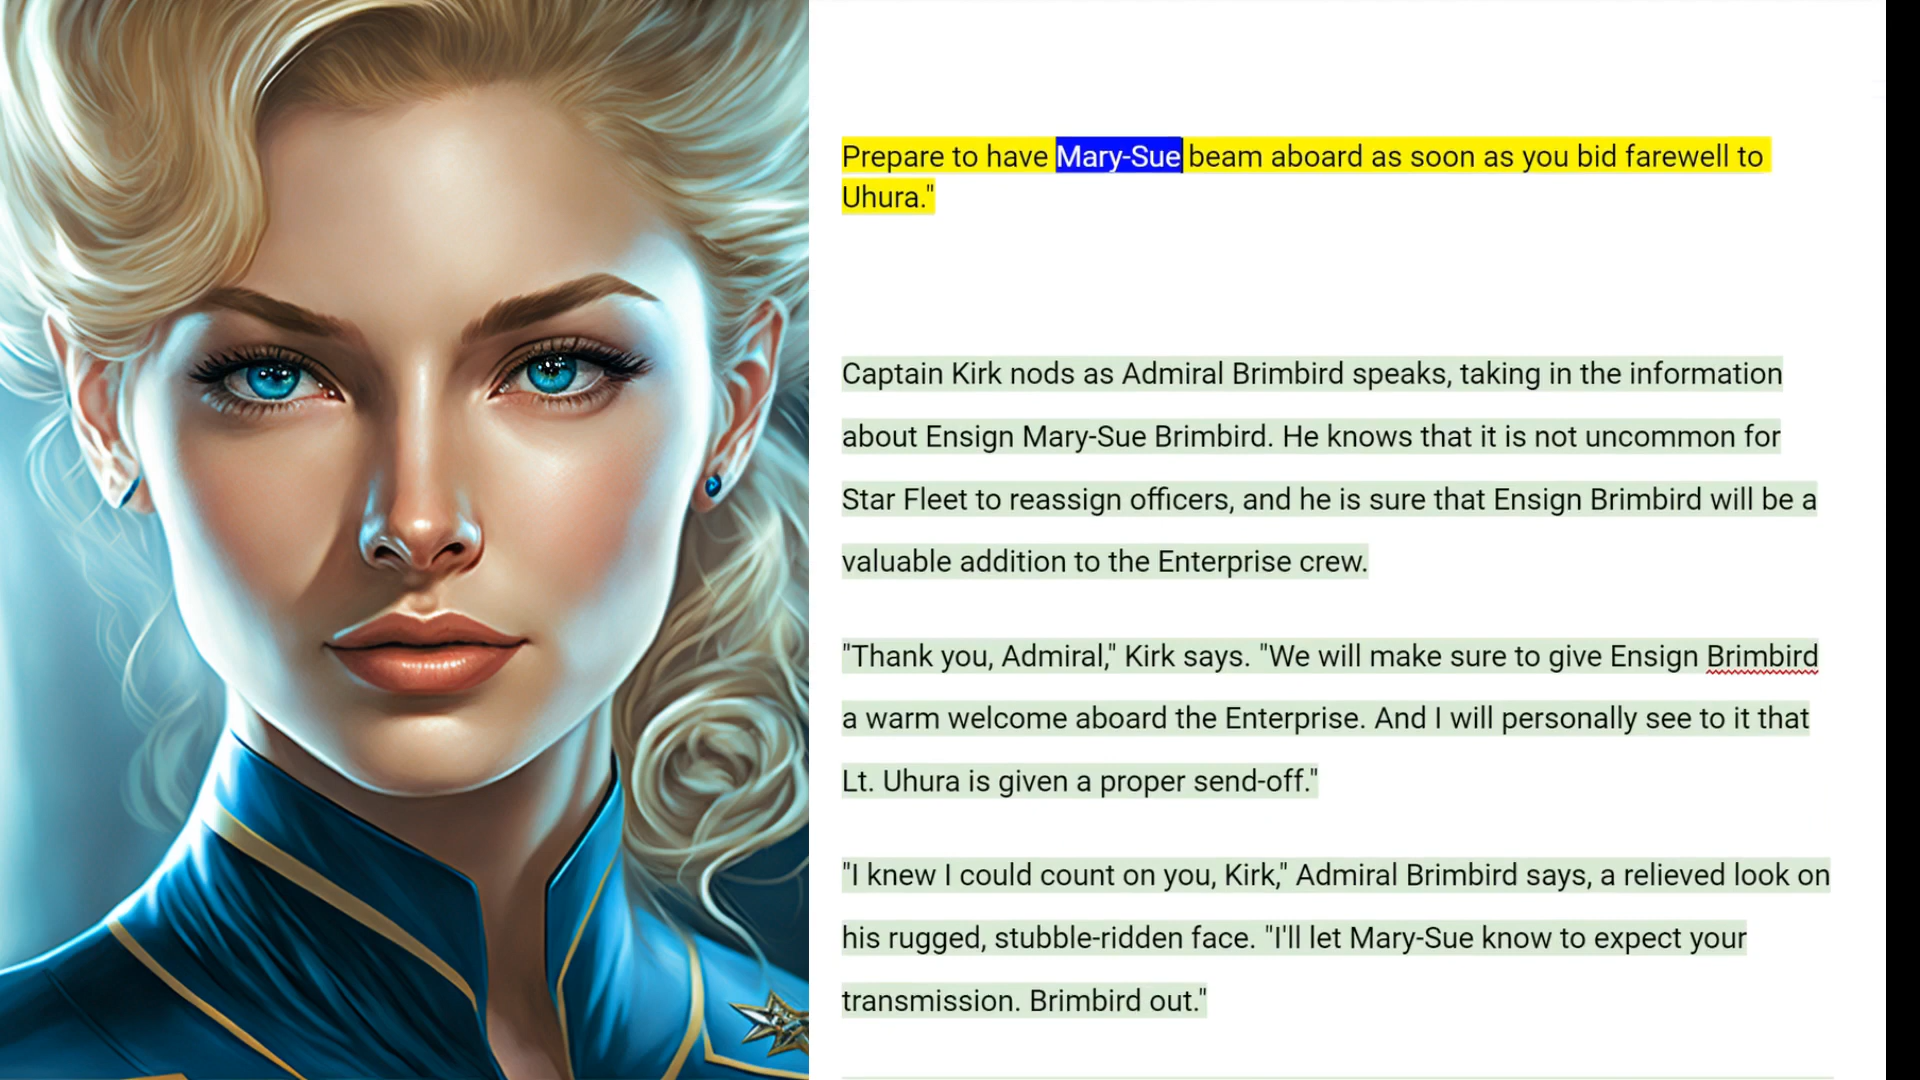 Prepare to have Mary-Sue beam aboard as soon as you bid farewell to
Uhura."
Captain Kirk nods as Admiral Brimbird speaks, taking in the information
about Ensign Mary-Sue Brimbird. He knows that it is not uncommon for
Star Fleet to reassign officers, and he is sure that Ensign Brimbird will be a
valuable addition to the Enterprise crew.
"Thank you, Admiral," Kirk says. "We will make sure to give Ensign Brimbird
a warm welcome aboard the Enterprise. And I will personally see to it that
Lt. Uhura is given a proper send-off."
"I knew I could count on you, Kirk," Admiral Brimbird says, a relieved look on
his rugged, stubble-ridden face. "I'll let Mary-Sue know to expect your
transmission. Brimbird out."